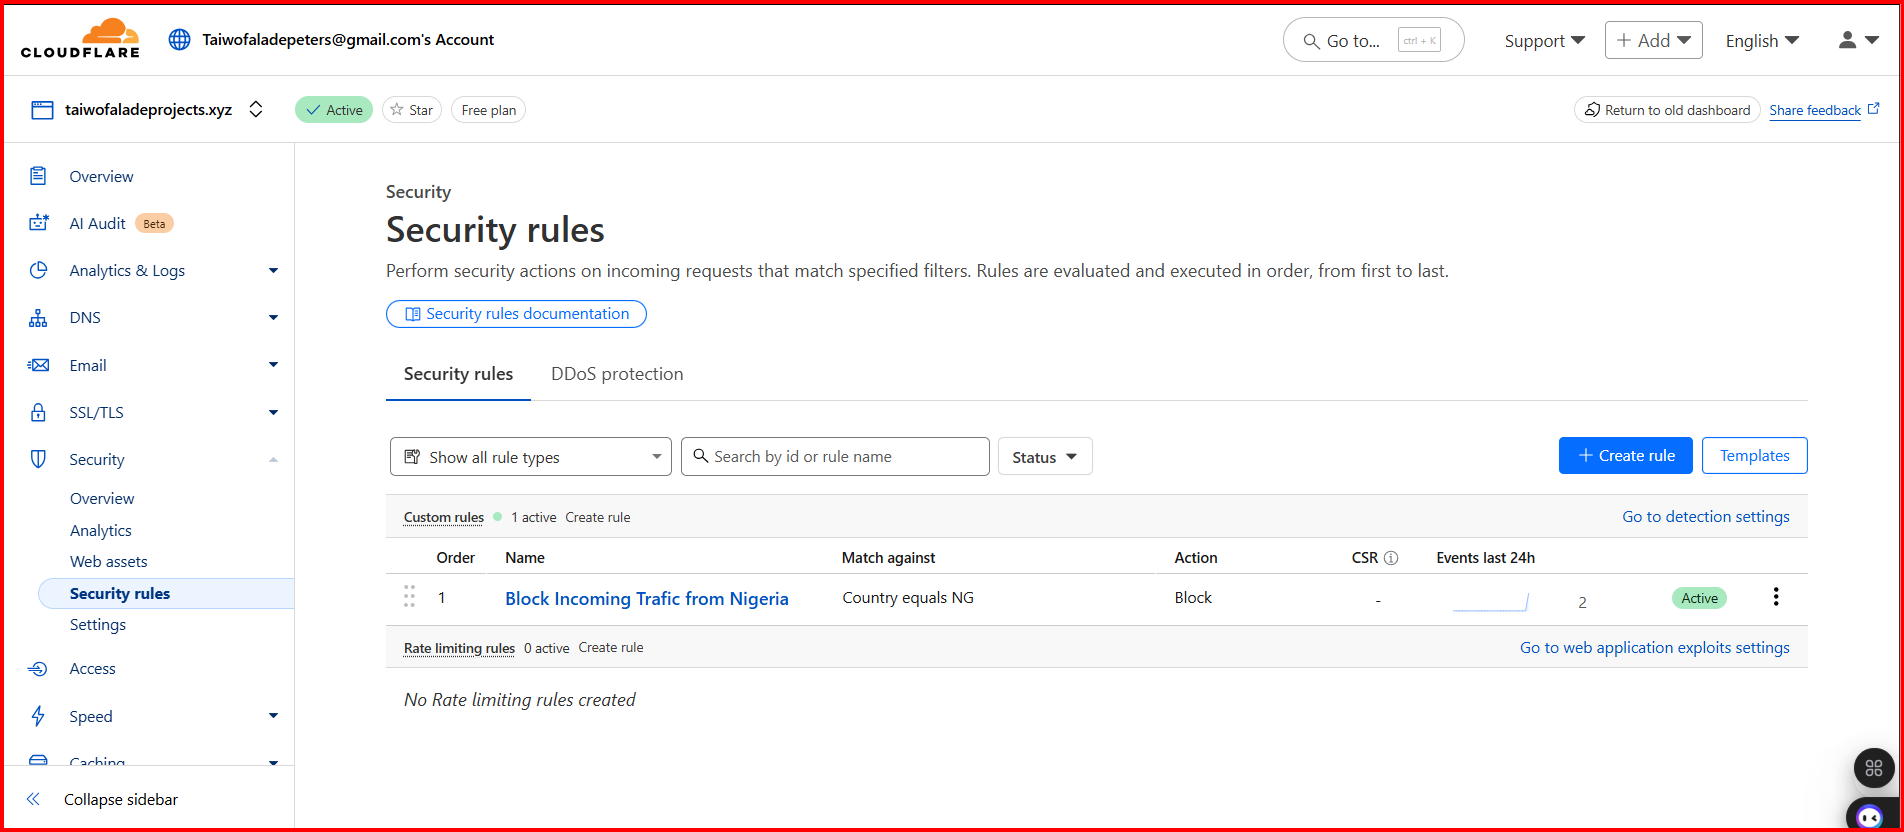 CLOUDFLARE
Taiwofaladepeters@gmail.com's Account
Go to... ctrl + K
Support
+ Add
English
taiwofaladeprojects.xyz
Active
Star
Free plan
Return to old dashboard
Share feedback
Overview
AI Audit Beta
Analytics & Logs
DNS
Email
SSL/TLS
Security
Overview
Analytics
Web assets
Security rules
Settings
Access
Speed
Caching
Collapse sidebar
Security
Security rules
Perform security actions on incoming requests that match specified filters. Rules are evaluated and executed in order, from first to last.
Security rules documentation
Security rules DDoS protection
Show all rule types
Search by id or rule name
Status
+ Create rule
Templates
Custom rules 1 active Create rule Go to detection settings
Order Name Match against Action CSR Events last 24h
1 Block Incoming Trafic from Nigeria Country equals NG Block - 2 Active
Rate limiting rules 0 active Create rule Go to web application exploits settings
No Rate limiting rules created